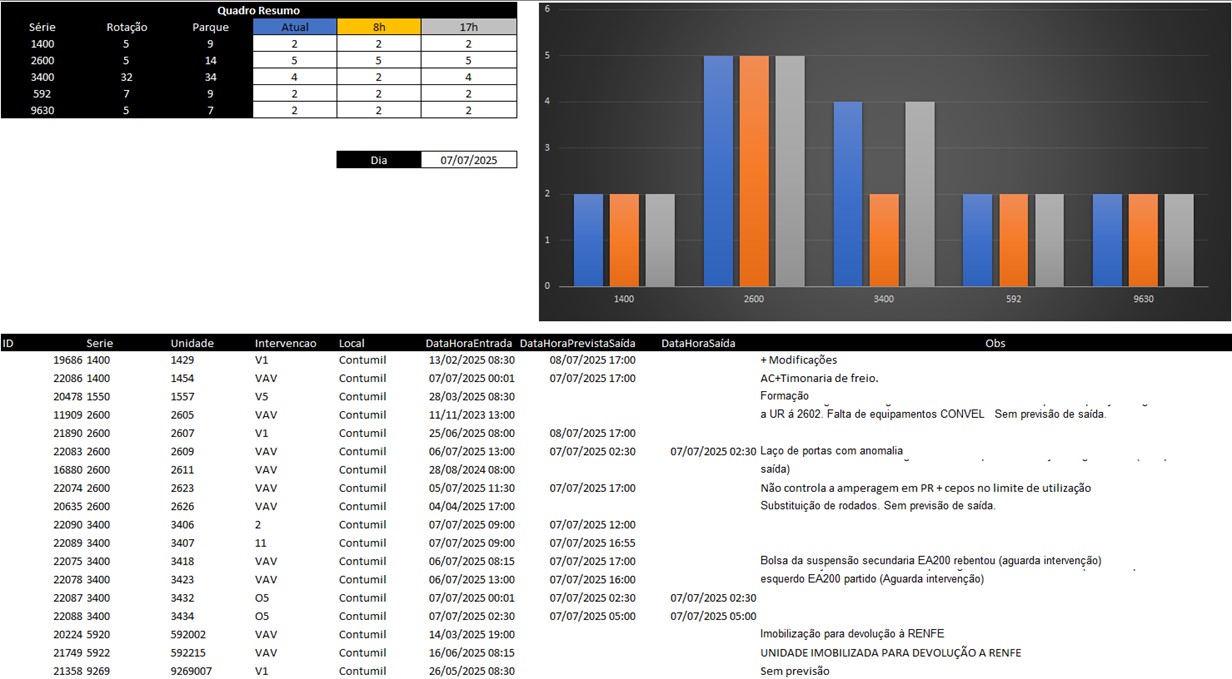 Quadro Resumo
Série Rotação Parque Atual 8h 17h
1400 5 9 2 2 2
2600 5 14 5 5 5
3400 32 34 4 2 4
592 7 9 2 2 2
9630 5 7 2 2 2
Dia 07/07/2025
6
5
4
3
2
1
0
1400 2600 3400 592 9630
ID Serie Unidade Intervencao Local DataHoraEntrada DataHoraPrevistaSaída DataHoraSaída Obs
19686 1400 1429 V1 Contumil 13/02/2025 08:30 08/07/2025 17:00 + Modificações
22086 1400 1454 VAV Contumil 07/07/2025 00:01 07/07/2025 17:00 AC+Timonaria de freio.
20478 1550 1557 V5 Contumil 28/03/2025 08:30 Formação
11909 2600 2605 VAV Contumil 11/11/2023 13:00 a UR á 2602. Falta de equipamentos CONVEL Sem previsão de saída.
21890 2600 2607 V1 Contumil 25/06/2025 08:00 08/07/2025 17:00
22083 2600 2609 VAV Contumil 06/07/2025 13:00 07/07/2025 02:30 07/07/2025 02:30 Laço de portas com anomalia
16880 2600 2611 VAV Contumil 28/08/2024 08:00 saída)
22074 2600 2623 VAV Contumil 05/07/2025 11:30 07/07/2025 17:00 Não controla a amperagem em PR + cepos no limite de utilização
20635 2600 2626 VAV Contumil 04/04/2025 17:00 Substituição de rodados. Sem previsão de saída.
22090 3400 3406 2 Contumil 07/07/2025 09:00 07/07/2025 12:00
22089 3400 3407 11 Contumil 07/07/2025 09:00 07/07/2025 16:55
22075 3400 3418 VAV Contumil 06/07/2025 08:15 07/07/2025 17:00 Bolsa da suspensão secundaria EA200 rebentou (aguarda intervenção)
22078 3400 3423 VAV Contumil 06/07/2025 13:00 07/07/2025 16:00 esquerdo EA200 partido (Aguarda intervenção)
22087 3400 3432 O5 Contumil 07/07/2025 00:01 07/07/2025 02:30 07/07/2025 02:30
22088 3400 3434 O5 Contumil 07/07/2025 02:30 07/07/2025 05:00 07/07/2025 05:00
20224 5920 592002 VAV Contumil 14/03/2025 19:00 Imobilização para devolução à RENFE
21749 5922 592215 VAV Contumil 16/06/2025 08:15 UNIDADE IMOBILIZADA PARA DEVOLUÇÃO A RENFE
21358 9269 9269007 V1 Contumil 26/05/2025 08:30 Sem previsão